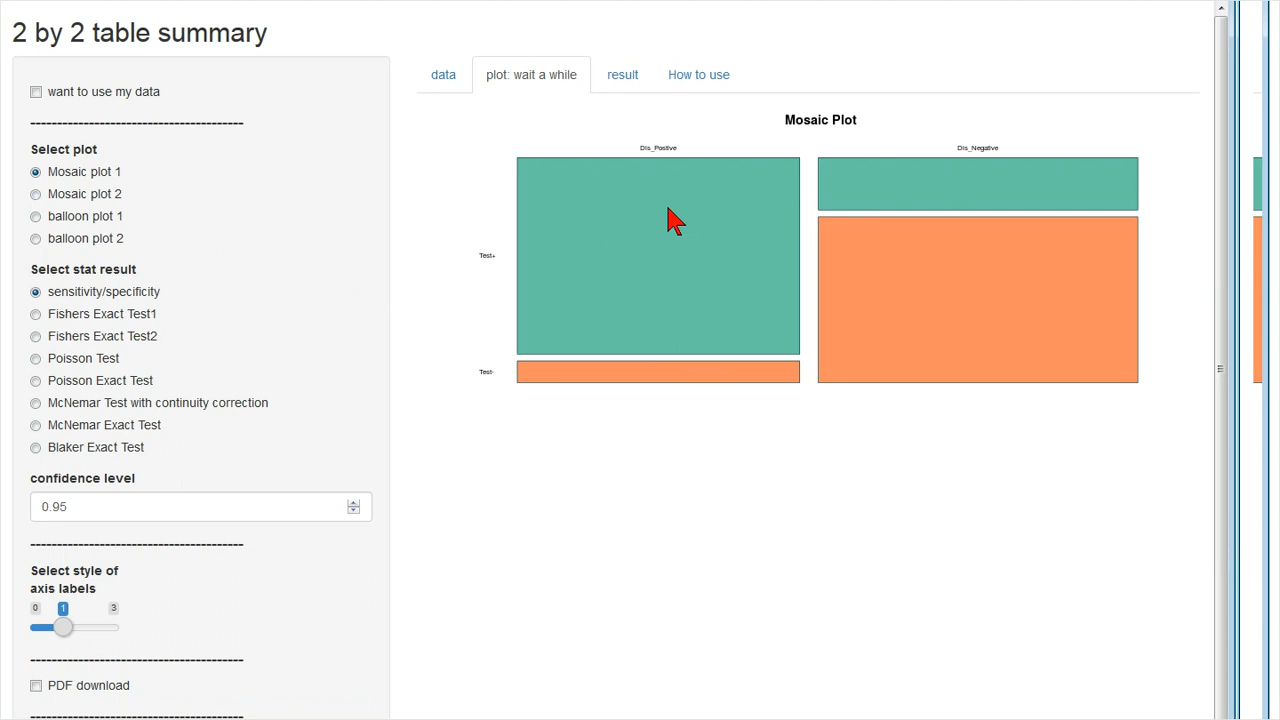 2 by 2 table summary
want to use my data
----------------------------------------
Select plot
Mosaic plot 1
Mosaic plot 2
balloon plot 1
balloon plot 2
Select stat result
sensitivity/specificity
Fishers Exact Test1
Fishers Exact Test2
Poisson Test
Poisson Exact Test
McNemar Test with continuity correction
McNemar Exact Test
Blaker Exact Test
confidence level
0.95
----------------------------------------
Select style of
axis labels
0 1 3
----------------------------------------
PDF download
----------------------------------------
data plot: wait a while result How to use
Mosaic Plot
Dis_Postive Dis_Negative
Test+
Test-